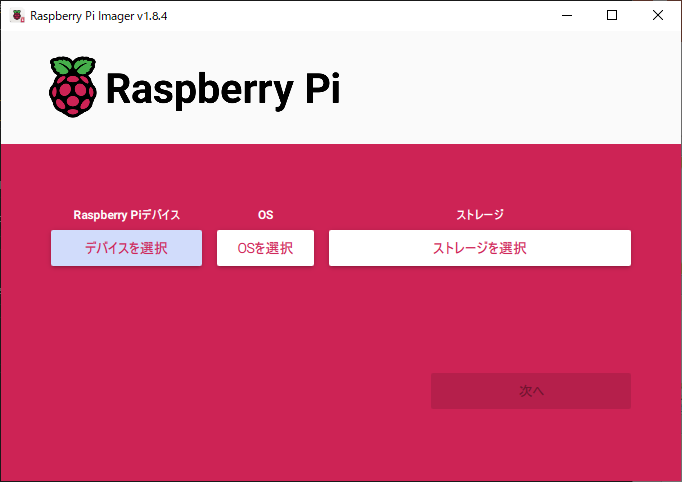 Raspberry Pi Imager v1.8.4
Raspberry Pi
Raspberry Piデバイス
OS
ストレージ
デバイスを選択
OSを選択
ストレージを選択
次へ